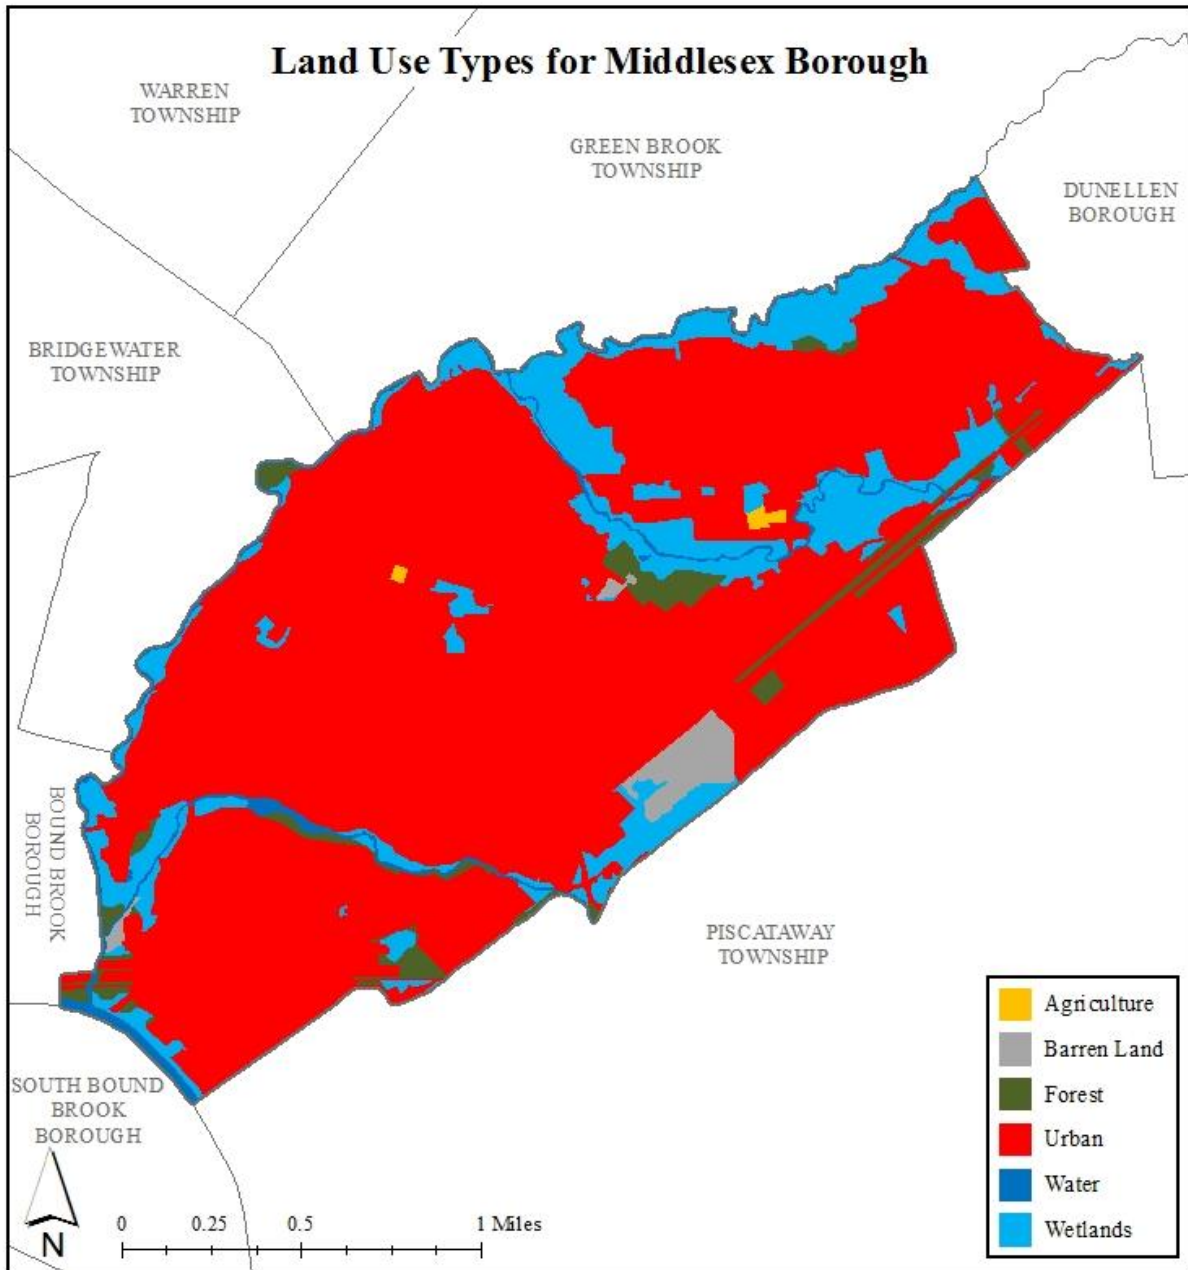 Land Use Types for Middlesex Borough
WARREN
TOWNSHIP
GREEN BROOK
TOWNSHIP
DUNELLEN
BOROUGH
BRIDGEWATER
TOWNSHIP
BOUND BROOK
BOROUGH
PISCATAWAY
TOWNSHIP
SOUTH BOUND
BROOK
BOROUGH
N
0 0.25 0.5 1 Miles
Agriculture
Barren Land
Forest
Urban
Water
Wetlands